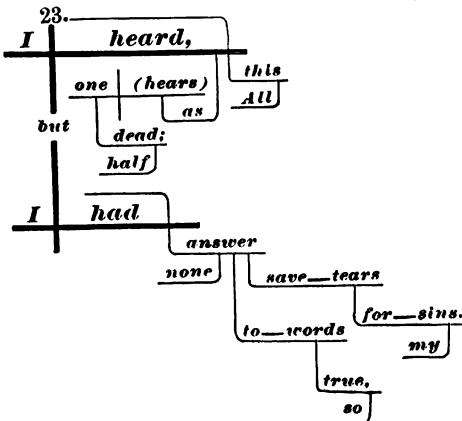 23.
I heard,
this
one (hears)
All
as
but
dead;
half
I had
answer
none
save—tears
for—sins.
to—words
my
true,
so